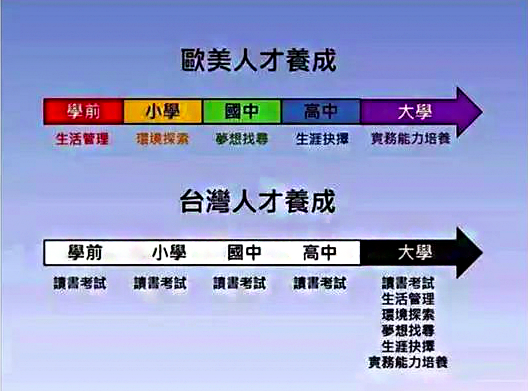 歐美人才養成
學前 小學 國中 高中 大學
生活管理 環境探索 夢想找尋 生涯抉擇 實務能力培養
台灣人才養成
學前 小學 國中 高中 大學
讀書考試 讀書考試 讀書考試 讀書考試 讀書考試
生活管理
環境探索
夢想找尋
生涯抉擇
實務能力培養